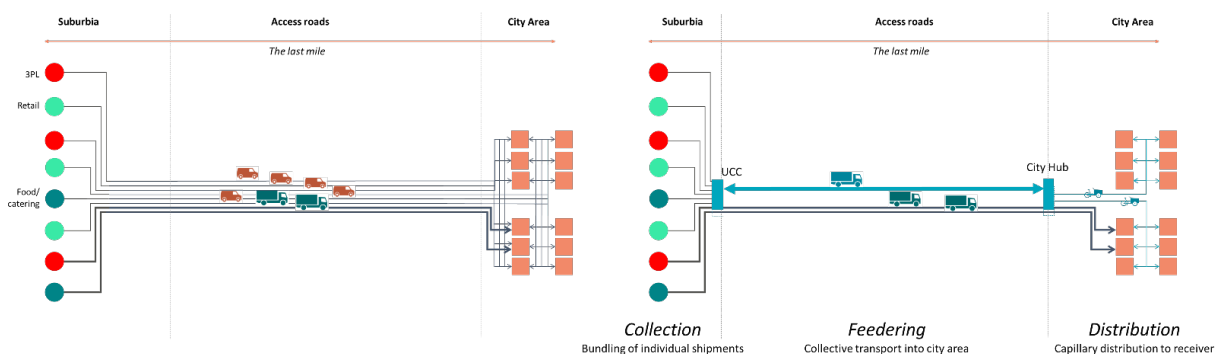 Suburbia
Access roads
City Area
The last mile
3PL
Retail
Food/
catering
Suburbia
Access roads
City Area
The last mile
UCC
City Hub
Collection
Feedering
Distribution
Bundling of individual shipments
Collective transport into city area
Capillary distribution to receiver